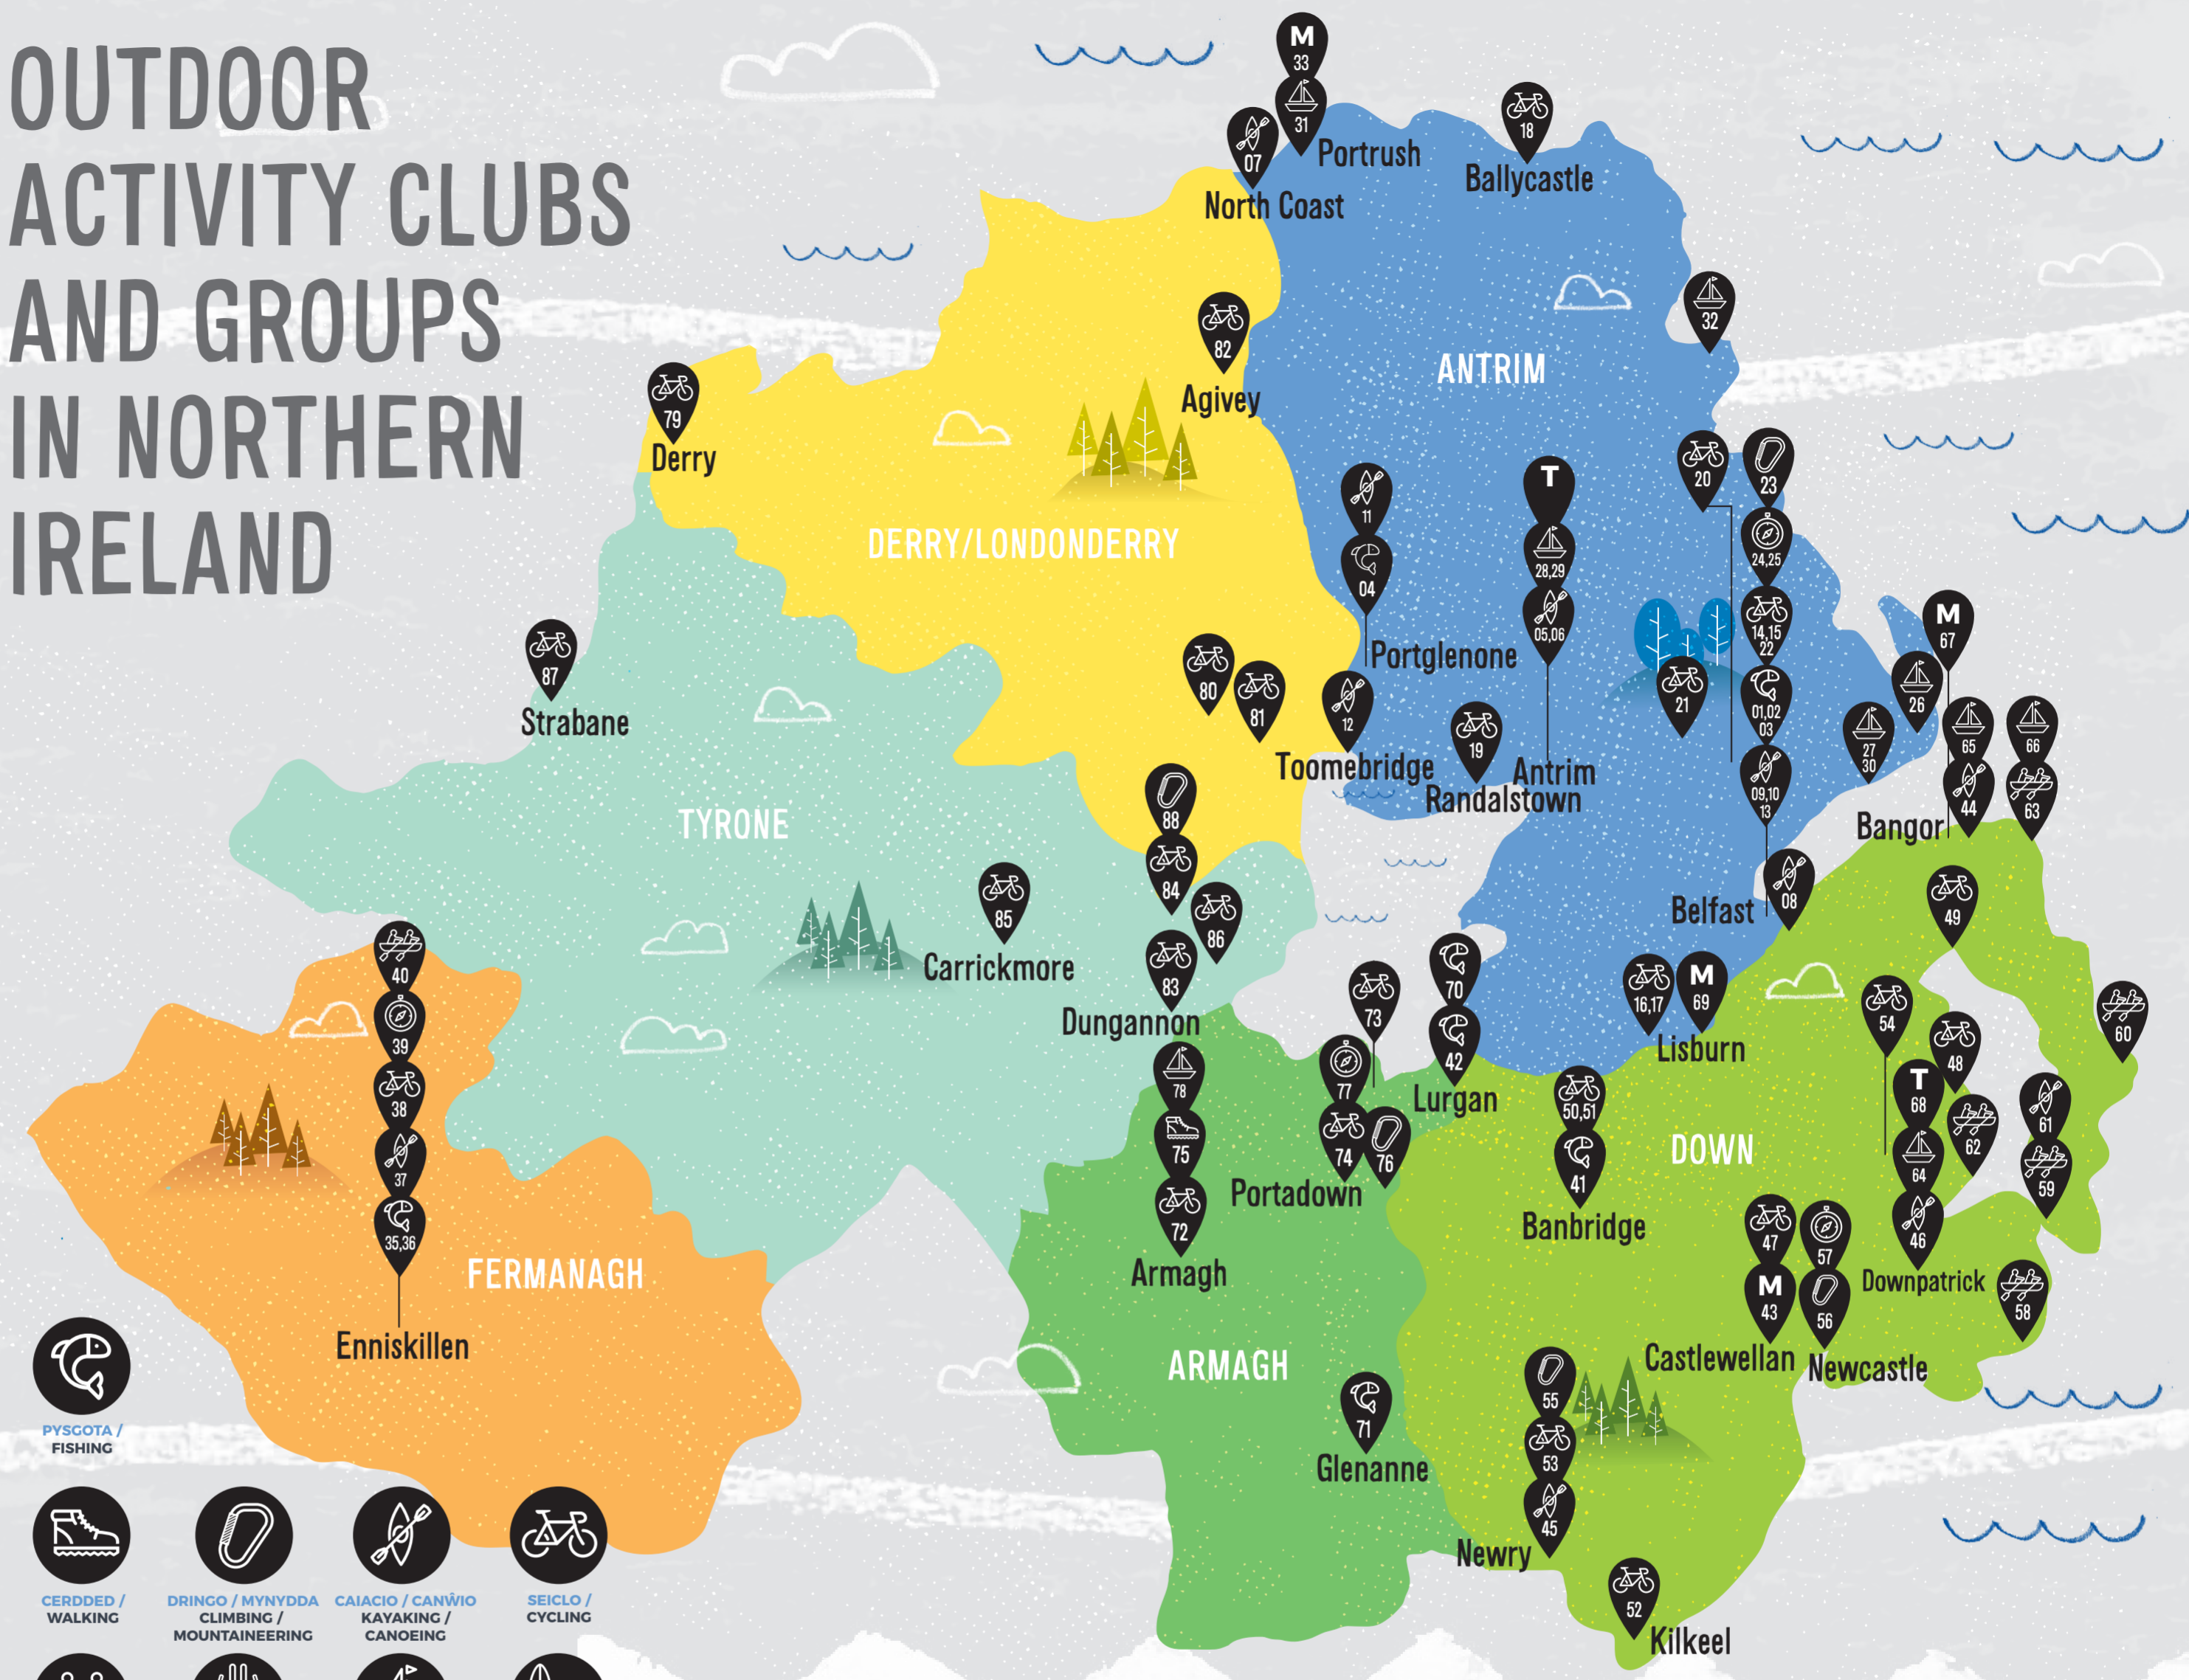 OUTDOOR
ACTIVITY CLUBS
AND GROUPS
IN NORTHERN
IRELAND
M
33
31
07
Portrush
North Coast
18
Ballycastle
32
82
Agivey
ANTRIM
79
Derry
DERRY/LONDONDERRY
11
04
Portglenone
T
28,29
05,06
Antrim
20
23
24,25
14,15
22
01,02
03
09,10
13
21
M
67
26
27
30
65
66
44
63
Bangor
87
Strabane
80
81
12
Toomebridge
19
Randalstown
TYRONE
88
84
85
Carrickmore
86
83
Dungannon
08
Belfast
49
40
39
38
37
35,36
Enniskillen
FERMANAGH
73
70
42
Lurgan
16,17
M
69
Lisburn
54
48
60
T
68
62
61
64
59
46
Downpatrick
58
78
75
72
Armagh
77
74
76
Portadown
50,51
41
Banbridge
DOWN
47
57
M
43
56
Castlewellan
Newcastle
ARMAGH
71
Glenanne
55
53
45
Newry
52
Kilkeel
PYSGOTA /
FISHING
CERDDED /
WALKING
DRINGO / MYNYDDA
CLIMBING /
MOUNTAINEERING
CAIACIO / CANŴIO
KAYAKING /
CANOEING
SEICLO /
CYCLING